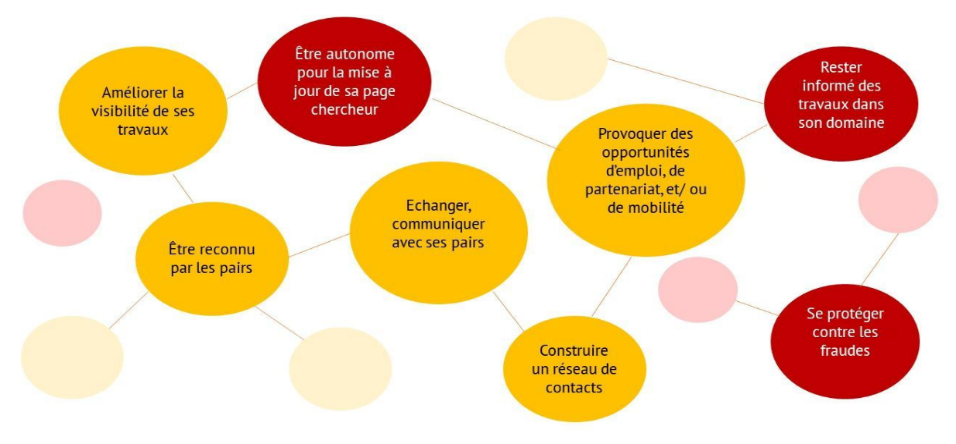 Améliorer la
visibilité de ses
travaux
Être autonome
pour la mise à
jour de sa page
chercheur
Rester
informé des
travaux dans
son domaine
Provoquer des
opportunités
d’emploi, de
partenariat, et/ ou
de mobilité
Echanger,
communiquer
avec ses pairs
Être reconnu
par les pairs
Se protéger
contre les
fraudes
Construire
un réseau de
contacts